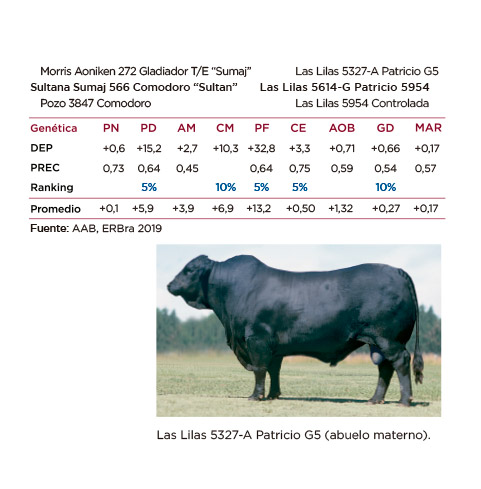 Morris Aoniken 272 Gladiador T/E “Sumaj” Las Lilas 5327-A Patricio G5
Sultana Sumaj 566 Comodoro “Sultan” Las Lilas 5614-G Patricio 5954
Pozo 3847 Comodoro Las Lilas 5954 Controlada
Genética PN PD AM CM PF CE AOB GD MAR
DEP +0,6 +15,2 +2,7 +10,3 +32,8 +3,3 +0,71 +0,66 +0,17
PREC 0,73 0,64 0,45 0,64 0,75 0,59 0,54 0,57
Ranking 5% 10% 5% 5% 10%
Promedio +0,1 +5,9 +3,9 +6,9 +13,2 +0,50 +1,32 +0,27 +0,17
Fuente: AAB, ERBra 2019
Las Lilas 5327-A Patricio G5 (abuelo materno).